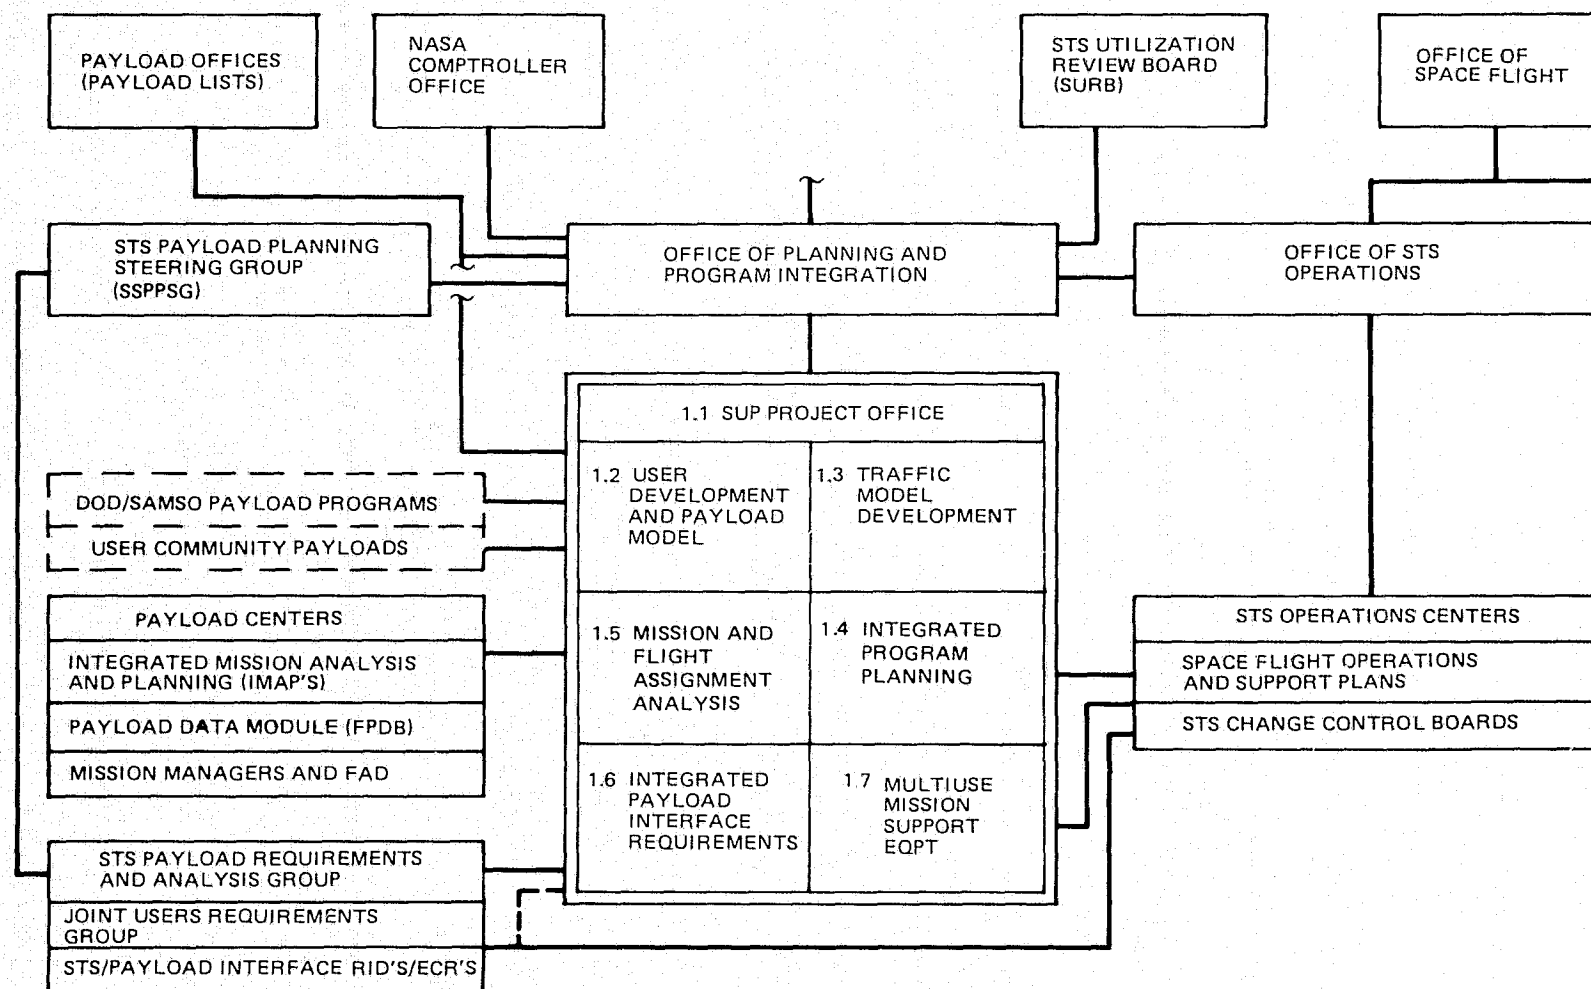 PAYLOAD OFFICES
(PAYLOAD LISTS)
NASA
COMPTROLLER
OFFICE
STS UTILIZATION
REVIEW BOARD
(SURB)
OFFICE OF
SPACE FLIGHT
STS PAYLOAD PLANNING
STEERING GROUP
(SSPPSG)
OFFICE OF PLANNING AND
PROGRAM INTEGRATION
OFFICE OF STS
OPERATIONS
1.1 SUP PROJECT OFFICE
1.2 USER
DEVELOPMENT
AND PAYLOAD
MODEL
1.3 TRAFFIC
MODEL
DEVELOPMENT
DOD/SAMSO PAYLOAD PROGRAMS
USER COMMUNITY PAYLOADS
PAYLOAD CENTERS
INTEGRATED MISSION ANALYSIS
AND PLANNING (IMAP'S)
PAYLOAD DATA MODULE (FPDB)
MISSION MANAGERS AND FAD
1.5 MISSION AND
FLIGHT
ASSIGNMENT
ANALYSIS
1.4 INTEGRATED
PROGRAM
PLANNING
STS OPERATIONS CENTERS
SPACE FLIGHT OPERATIONS
AND SUPPORT PLANS
STS CHANGE CONTROL BOARDS
1.6 INTEGRATED
PAYLOAD
INTERFACE
REQUIREMENTS
1.7 MULTIUSE
MISSION
SUPPORT
EQPT
STS PAYLOAD REQUIREMENTS
AND ANALYSIS GROUP
JOINT USERS REQUIREMENTS
GROUP
STS/PAYLOAD INTERFACE RID'S/ECR'S